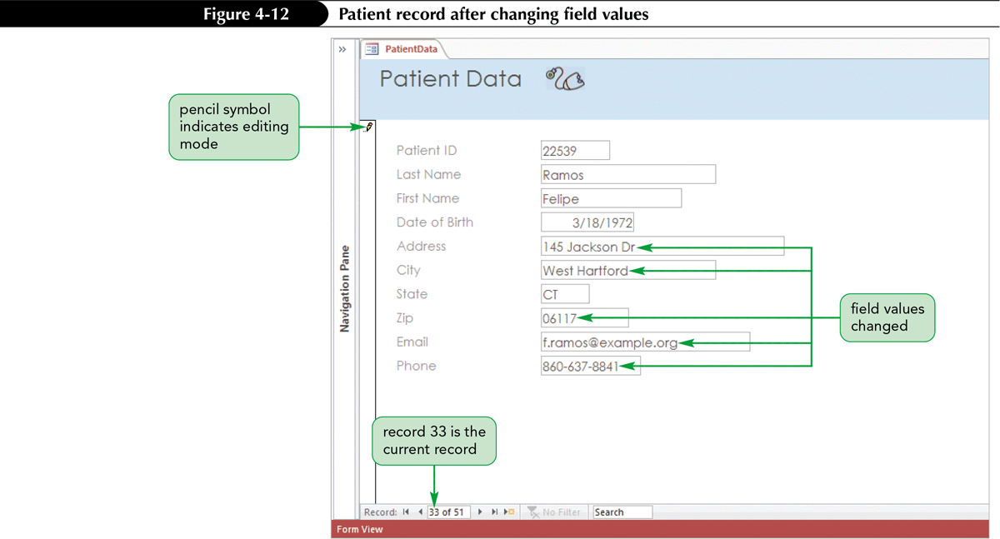 Figure 4-12 Patient record after changing field values
» PatientData
Patient Data
pencil symbol
indicates editing
mode
Patient ID 22539
Last Name Ramos
First Name Felipe
Date of Birth 3/18/1972
Address 145 Jackson Dr
City West Hartford
State CT
Zip 06117
Email f.ramos@example.org
Phone 860-637-8841
field values
changed
Navigation Pane
record 33 is the
current record
Record: 33 of 51 No Filter Search
Form View